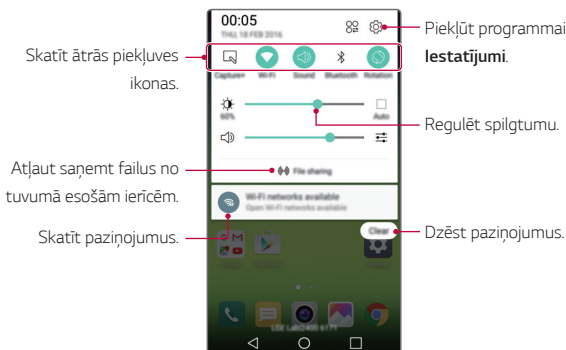 00:05
THU, 18 FEB 2016
Piekļūt programmai
Lestatījumi.
Skatīt ātrās piekļuves
ikonas.
Capture+ Wi-Fi Sound Bluetooth Rotation
60%
Auto
Regulēt spilgtumu.
File sharing
Atļaut saņemt failus no
tuvumā esošām ierīcēm.
Wi-Fi networks available
Open Wi-Fi networks available
Skatīt paziņojumus.
Clear
Dzēst paziņojumus.